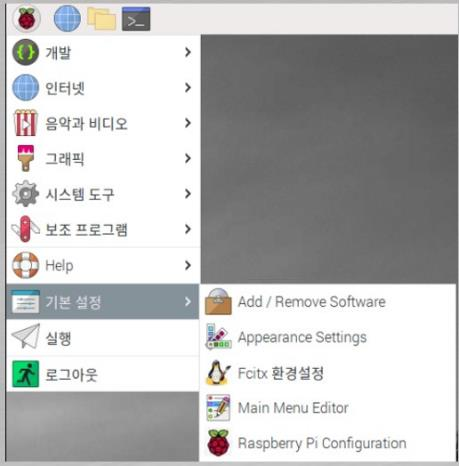 개발
인터넷
음악과 비디오
그래픽
시스템 도구
보조 프로그램
Help
기본 설정
실행
로그아웃
Add / Remove Software
Appearance Settings
Fcitx 환경설정
Main Menu Editor
Raspberry Pi Configuration